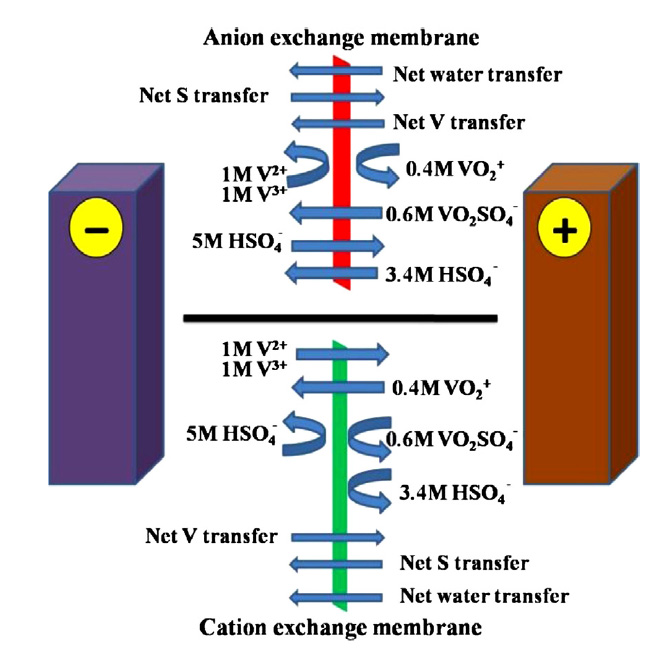 Anion exchange membrane
Net water transfer
Net S transfer
Net V transfer
1M V²⁺
1M V³⁺
0.4M VO₂⁺
0.6M VO₂SO₄⁻
5M HSO₄⁻
3.4M HSO₄⁻
−
+
1M V²⁺
1M V³⁺
0.4M VO₂⁺
5M HSO₄⁻
0.6M VO₂SO₄⁻
3.4M HSO₄⁻
Net V transfer
Net S transfer
Net water transfer
Cation exchange membrane